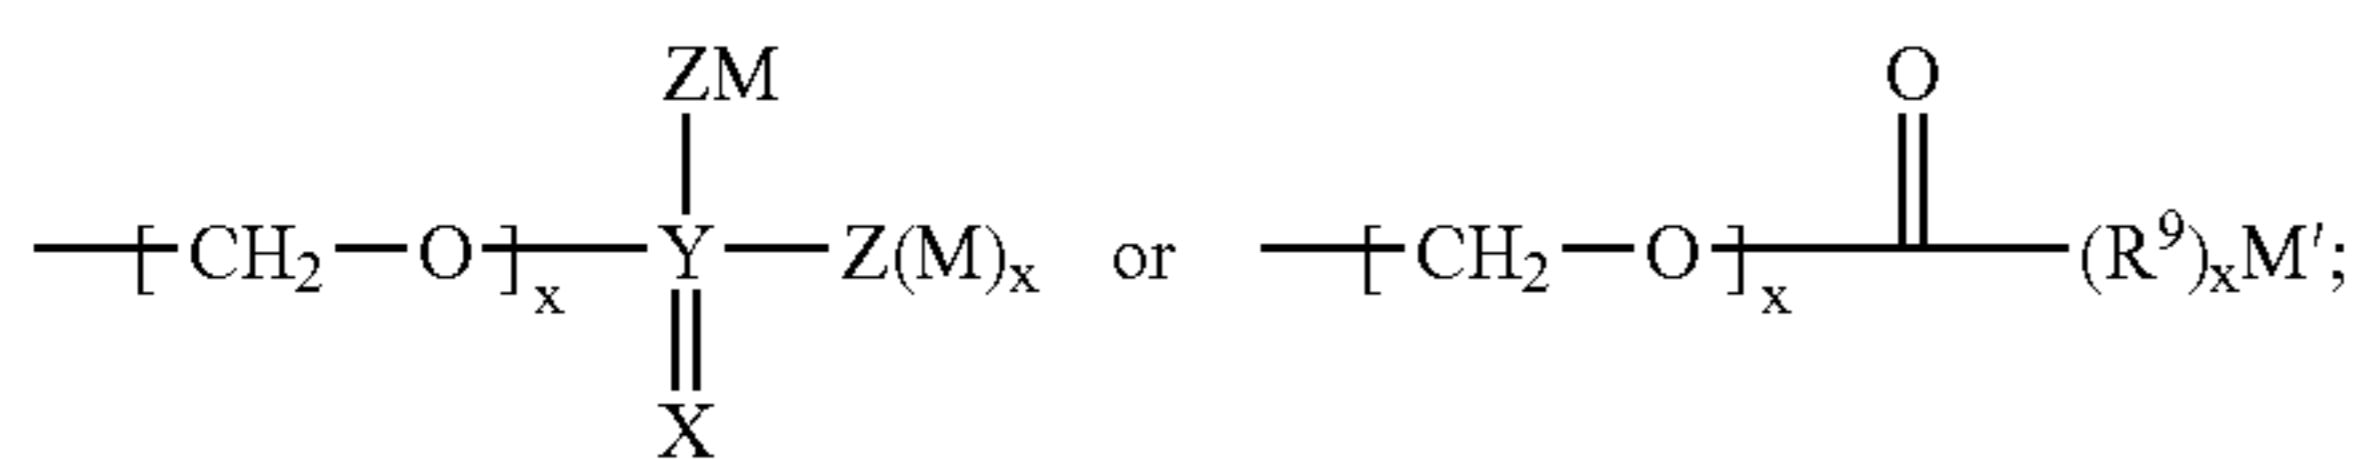 ZM O
[CH₂—O]ₓ Y Z(M)ₓ or [CH₂—O]ₓ (R⁹)ₓM′;
X